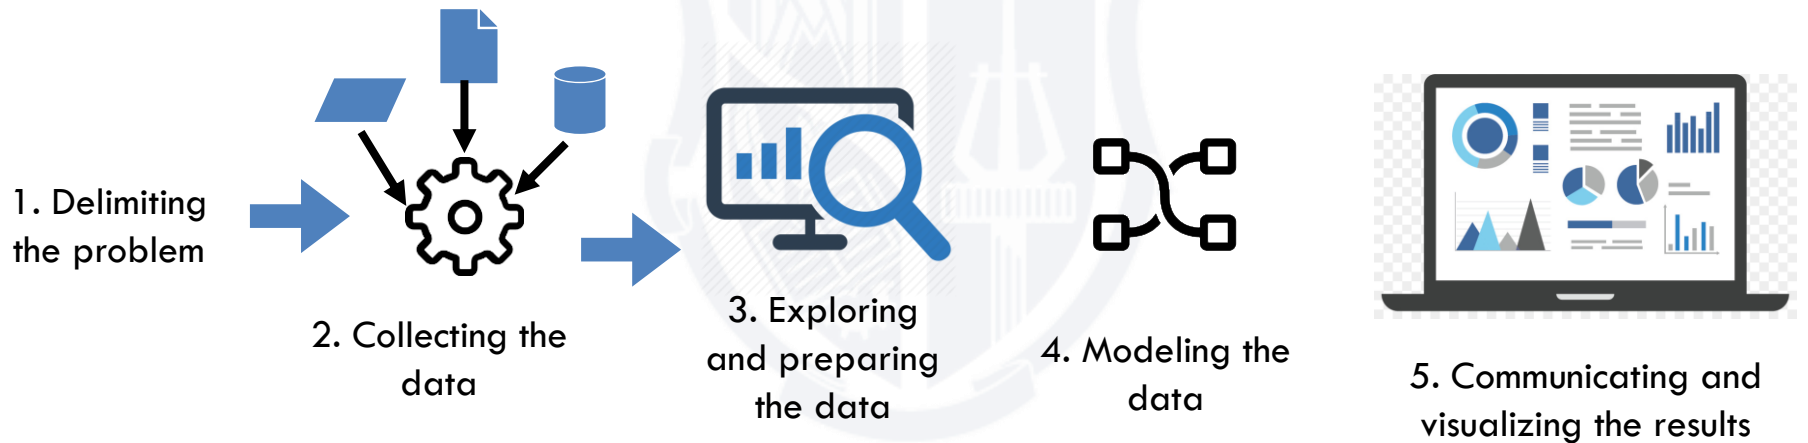 1. Delimiting
the problem
2. Collecting the
data
3. Exploring
and preparing
the data
4. Modeling the
data
5. Communicating and
visualizing the results